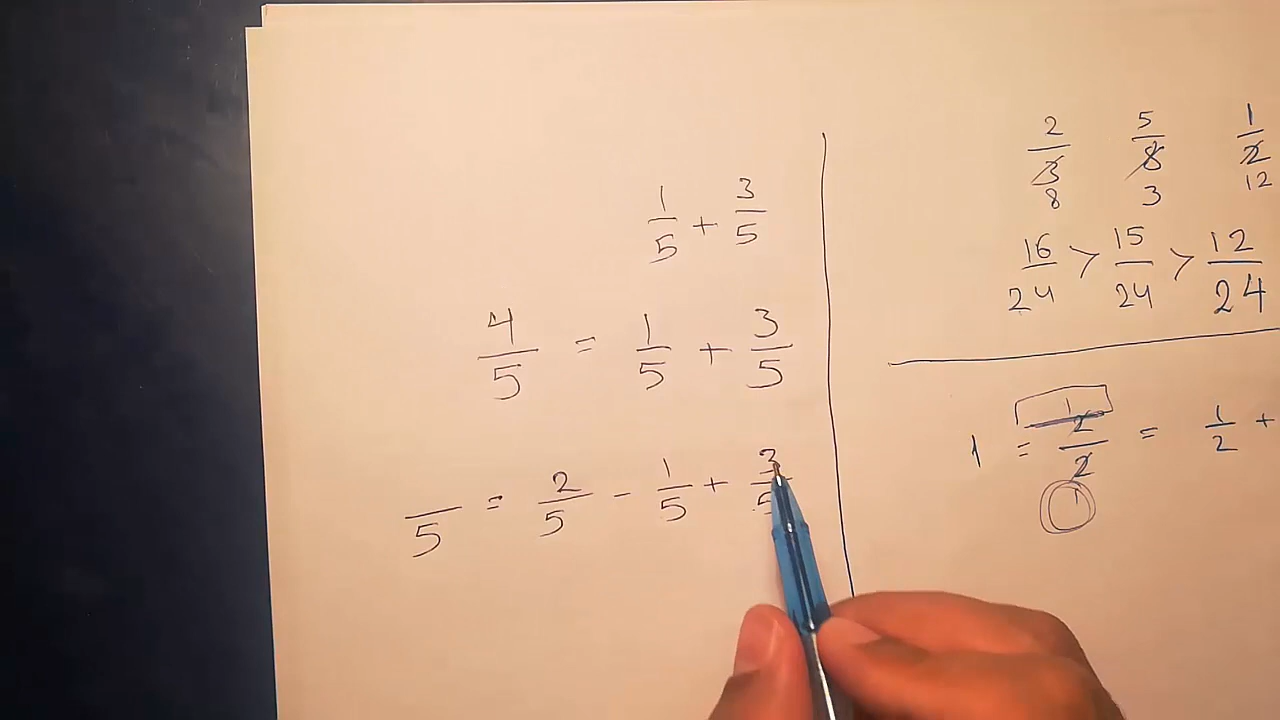 1/5 + 3/5
4/5 = 1/5 + 3/5
/5 = 2/5 - 1/5 + 3/5
2/3 5/8 1/2
8 3 12
16/24 > 15/24 > 12/24
1
1 = 2/2 = 1/2 +
1